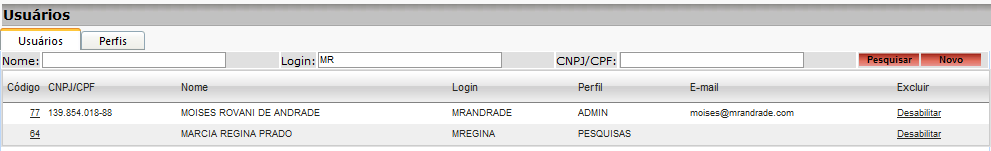 Usuários
Usuários Perfis
Nome: Login: MR CNPJ/CPF: Pesquisar Novo
Código CNPJ/CPF Nome Login Perfil E-mail Excluir
77 139.854.018-88 MOISES ROVANI DE ANDRADE MRANDRADE ADMIN moises@mrandrade.com Desabilitar
64 MARCIA REGINA PRADO MREGINA PESQUISAS Desabilitar